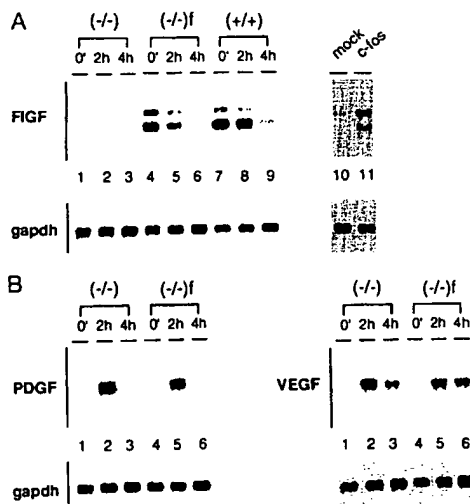 A
(-/-) (-/-)f (+/+)
0' 2h 4h 0' 2h 4h 0' 2h 4h mock c-fos
FIGF
1 2 3 4 5 6 7 8 9 10 11
gapdh
B
(-/-) (-/-)f (-/-) (-/-)f
0' 2h 4h 0' 2h 4h 0' 2h 4h 0' 2h 4h
PDGF VEGF
1 2 3 4 5 6 1 2 3 4 5 6
gapdh